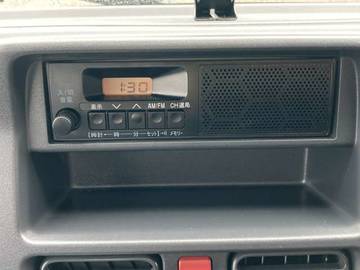 1:30
入/切
音量
表示 ∨ ∧ AM/FM CH選局
[時計 ー 時 分 セット] メモリー